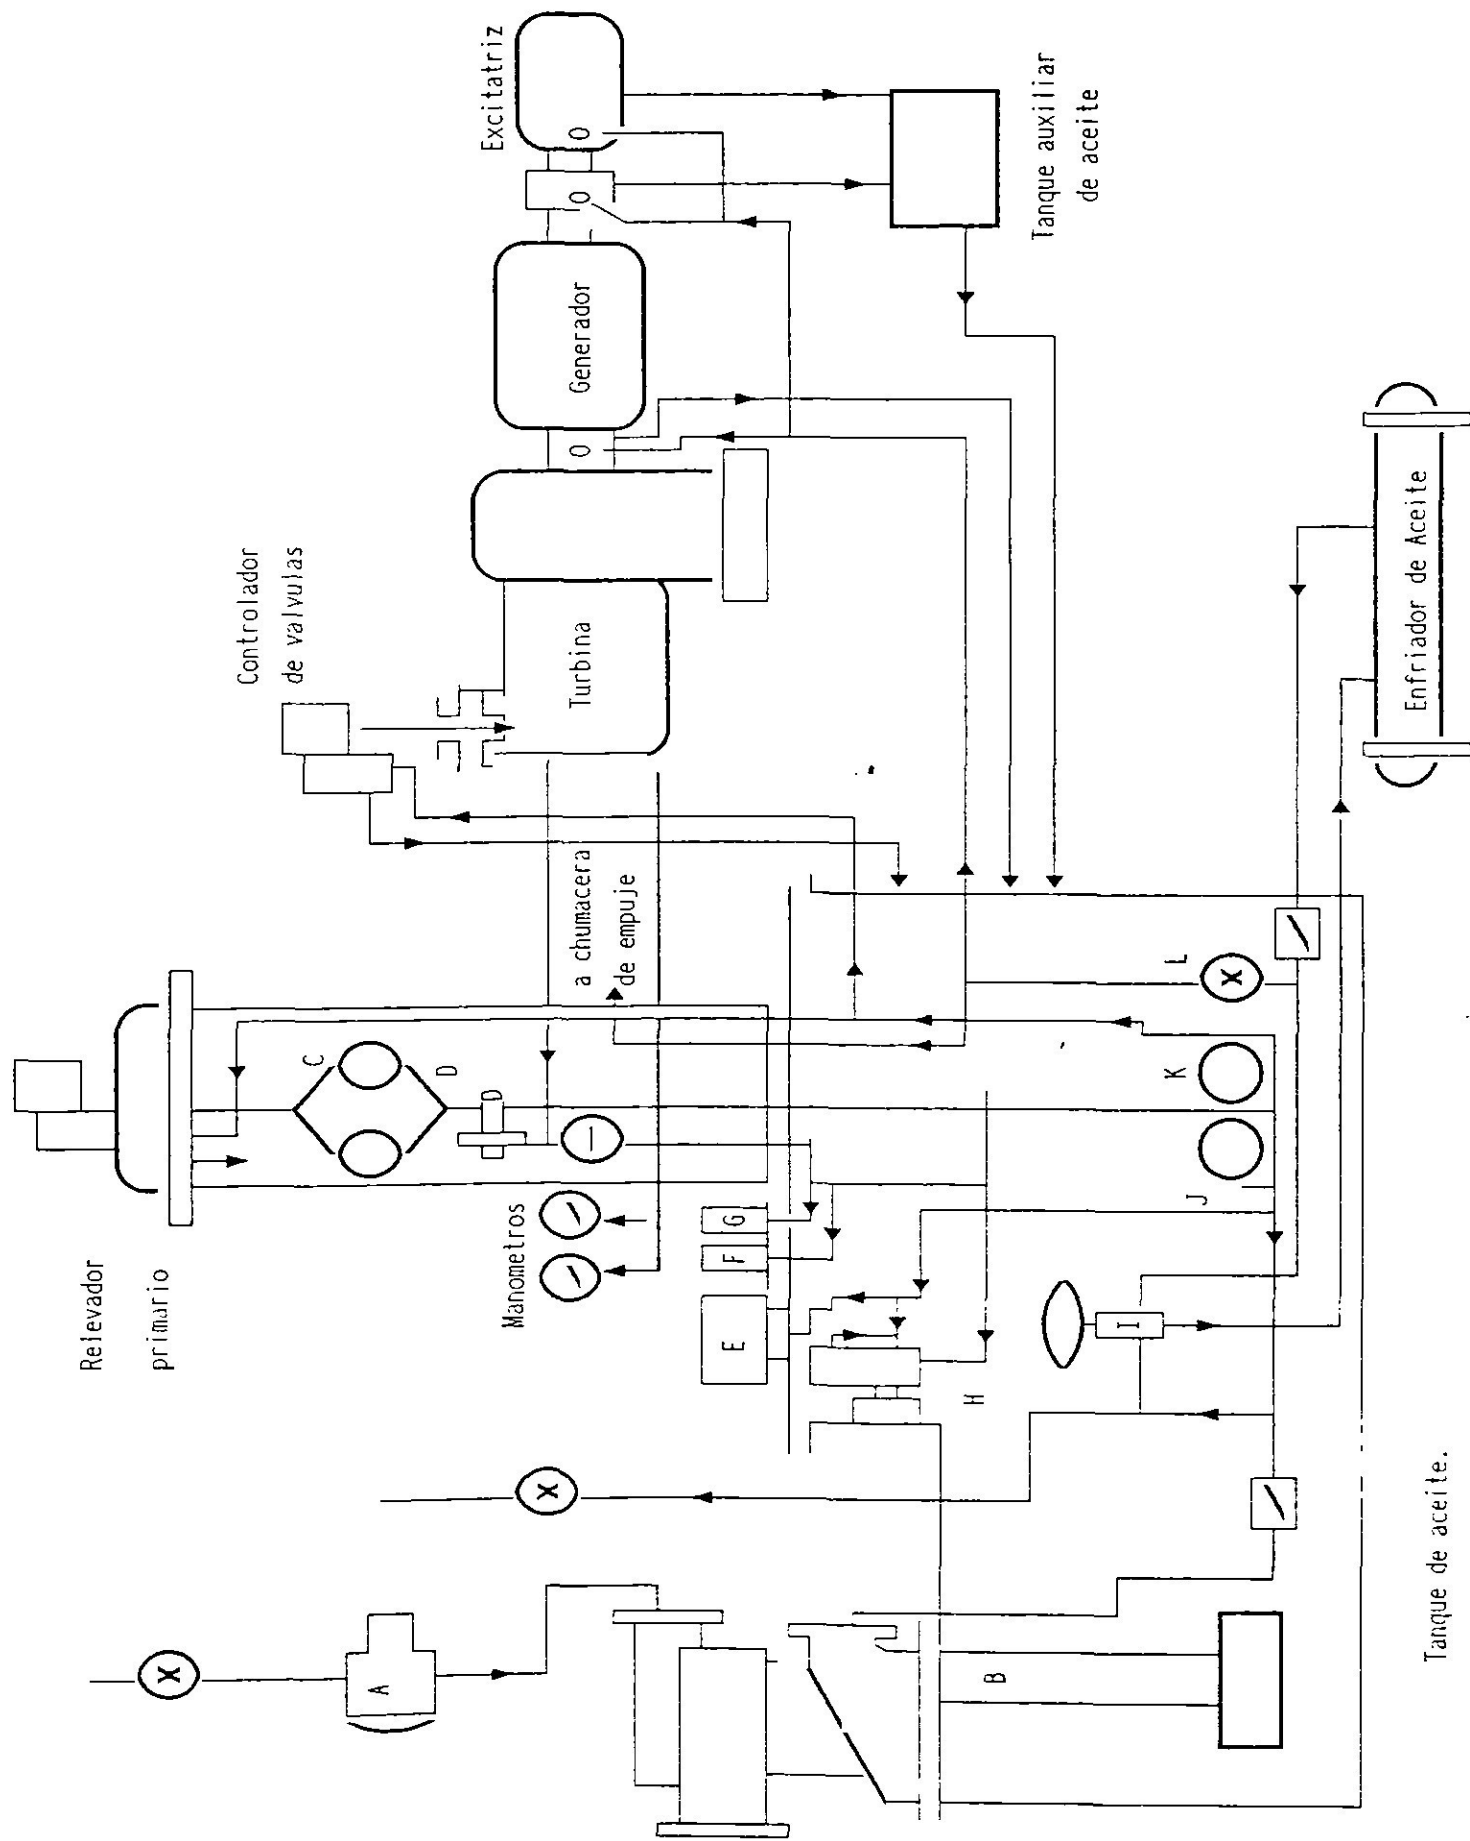 Relevador
primario
Manometros
Controlador
de valvulas
a chumacera
de empuje
Turbina
Generador
Excitatriz
Tanque auxiliar
de aceite
Enfriador de Aceite
Tanque de aceite.
A
B
C
D
D
E
F
G
H
I
J
K
L
O
O
O
X
X
X